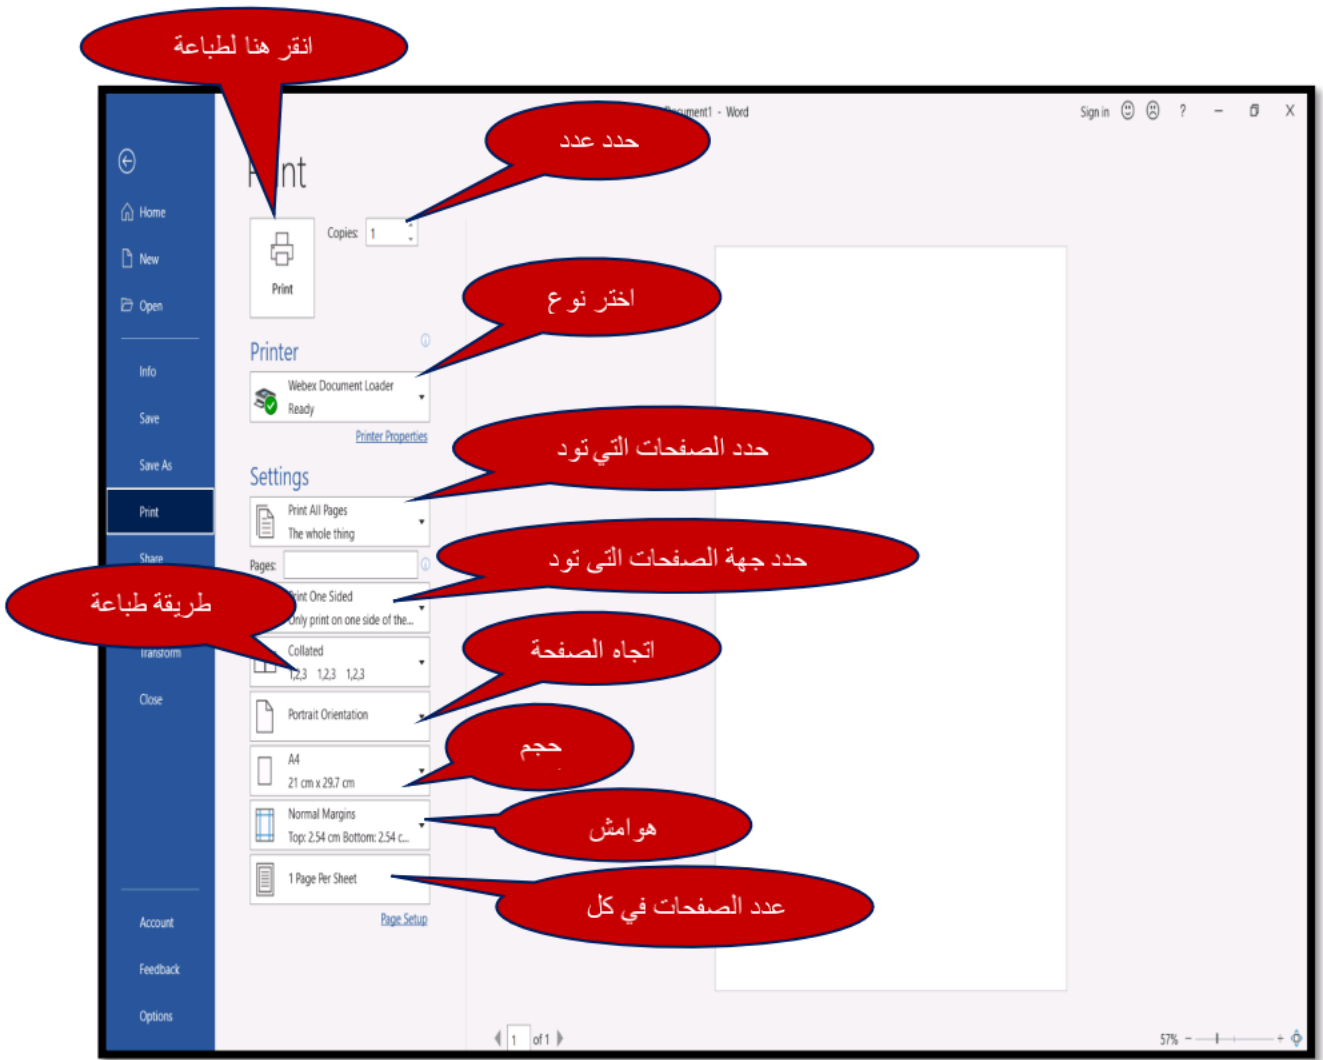 انقر هنا لطباعة
Document1 - Word
Sign in
?
حدد عدد
Print
Home
New
Open
Info
Save
Save As
Print
Share
Transform
Close
Account
Feedback
Options
Copies: 1
Print
اختر نوع
Printer
Webex Document Loader
Ready
Printer Properties
حدد الصفحات التي تود
Settings
Print All Pages
The whole thing
Pages:
حدد جهة الصفحات التى تود
Print One Sided
Only print on one side of the...
طريقة طباعة
Collated
1,2,3 1,2,3 1,2,3
اتجاه الصفحة
Portrait Orientation
حجم
A4
21 cm x 29.7 cm
Normal Margins
Top: 2.54 cm Bottom: 2.54 c...
هوامش
1 Page Per Sheet
عدد الصفحات في كل
Page Setup
1 of 1
57%